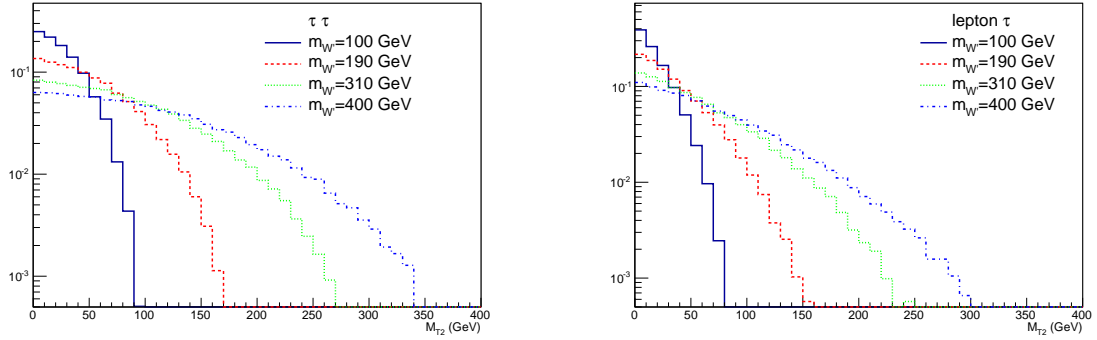 τ τ
m_W'=100 GeV
m_W'=190 GeV
m_W'=310 GeV
m_W'=400 GeV
10^-1
10^-2
10^-3
0 50 100 150 200 250 300 350 400
M_T2 (GeV)
lepton τ
m_W'=100 GeV
m_W'=190 GeV
m_W'=310 GeV
m_W'=400 GeV
10^-1
10^-2
10^-3
0 50 100 150 200 250 300 350 400
M_T2 (GeV)